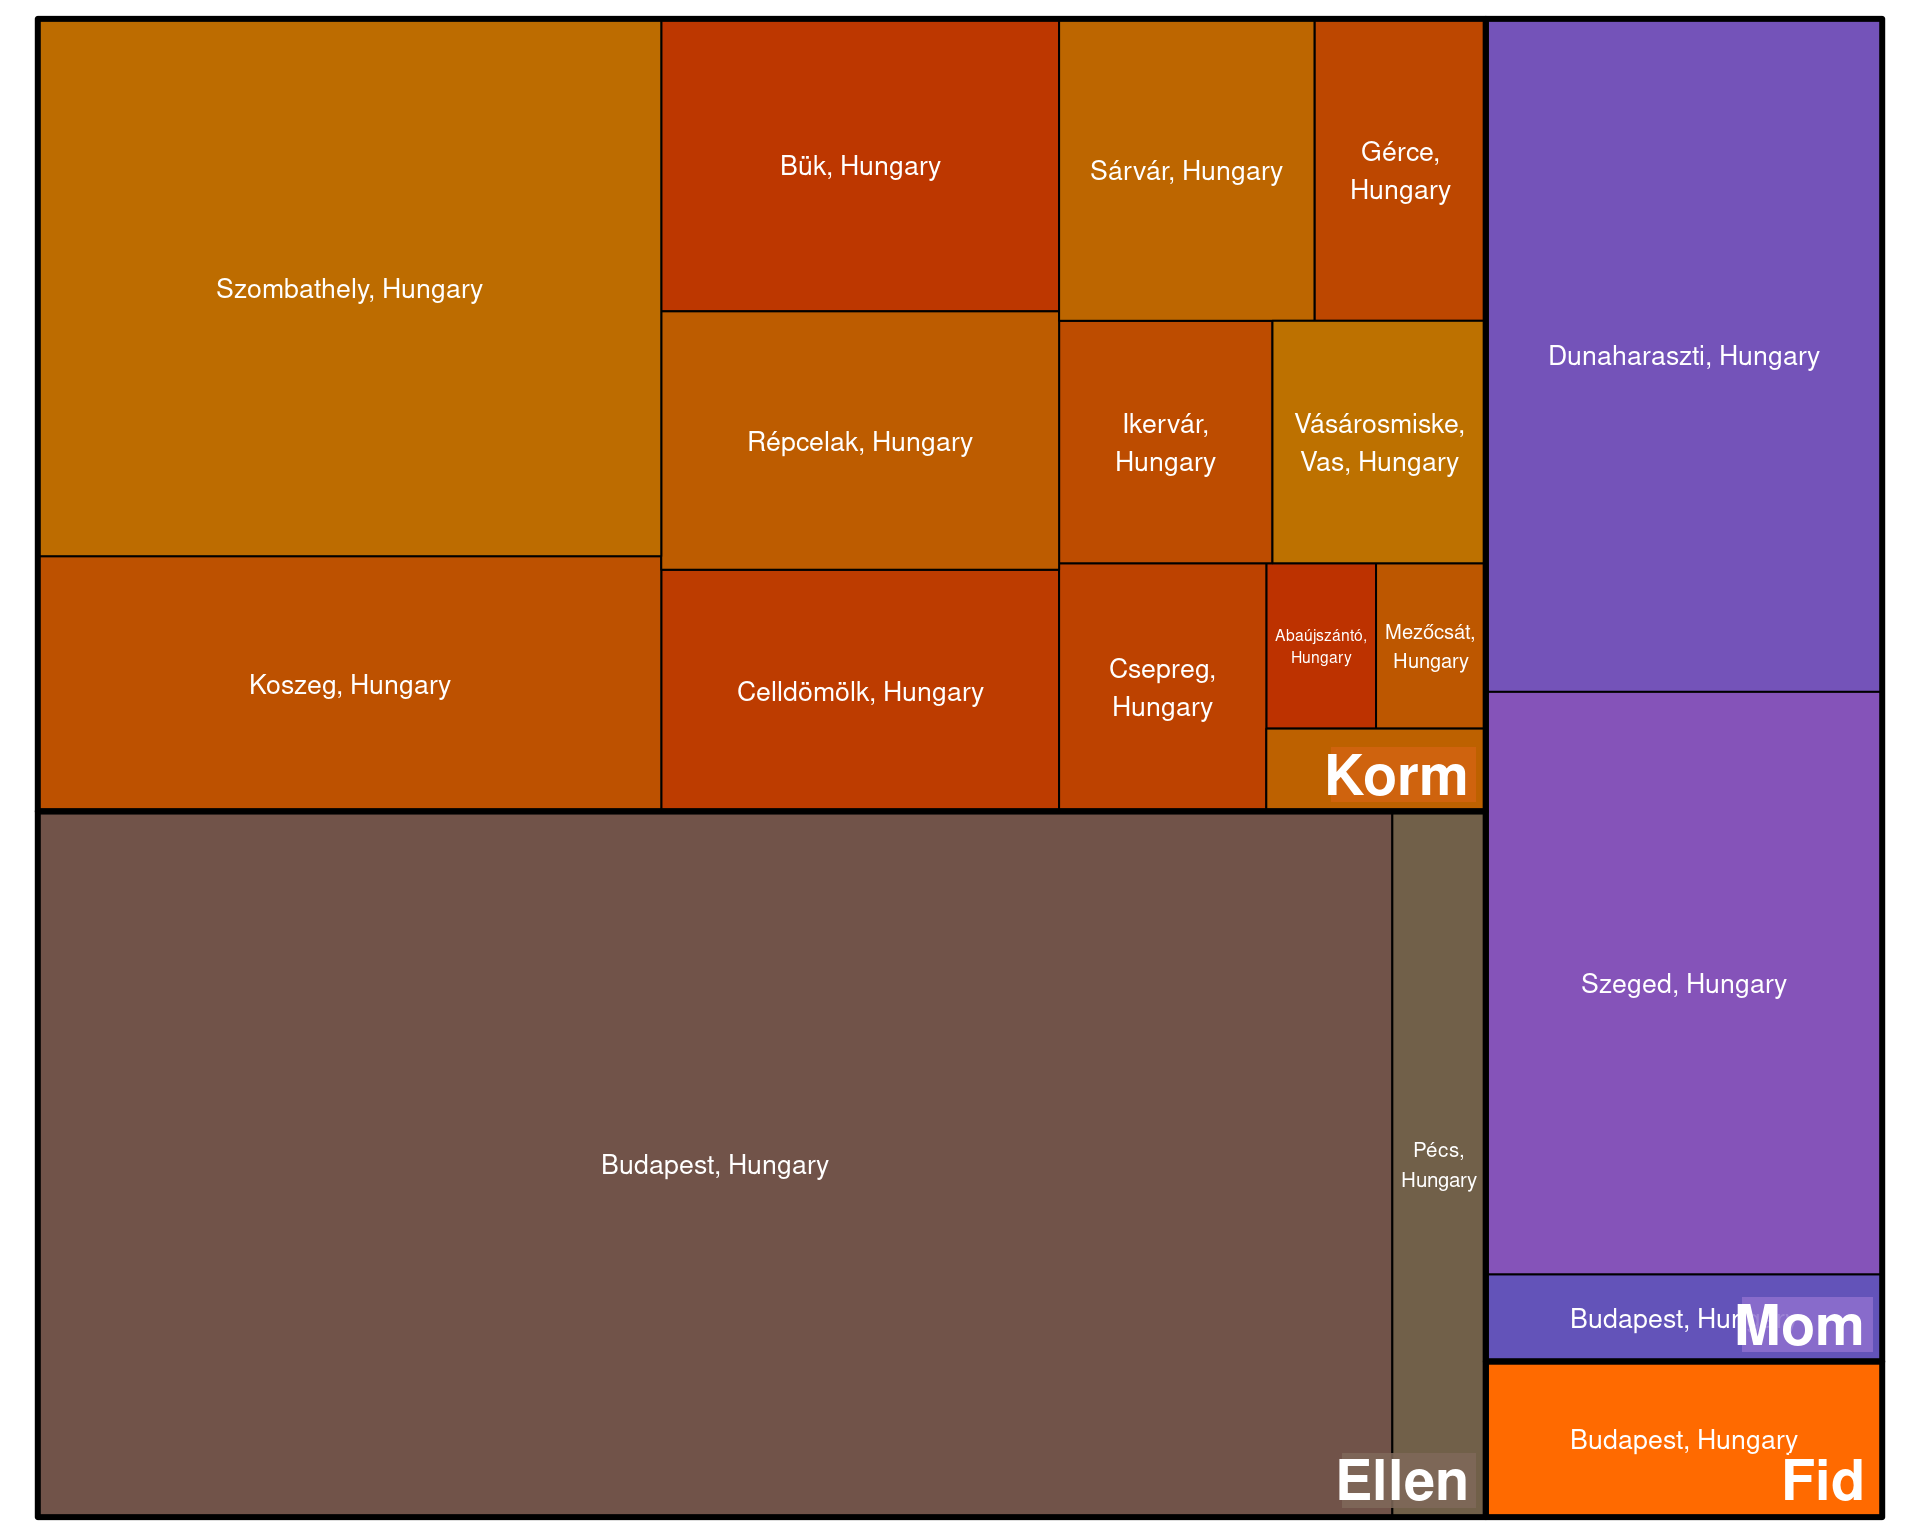 Szombathely, Hungary
Koszeg, Hungary
Bük, Hungary
Répcelak, Hungary
Celldömölk, Hungary
Sárvár, Hungary
Gérce,
Hungary
Ikervár,
Hungary
Vásárosmiske,
Vas, Hungary
Csepreg,
Hungary
Abaújszántó,
Hungary
Mezőcsát,
Hungary
Korm
Budapest, Hungary
Pécs,
Hungary
Ellen
Dunaharaszti, Hungary
Szeged, Hungary
Budapest,
Mom
Budapest, Hungary
Fid